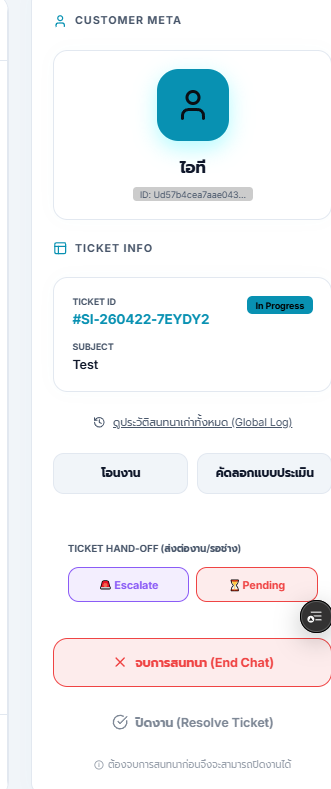 CUSTOMER META
ไอที
ID: Ud57b4cea7aae043...
TICKET INFO
TICKET ID
In Progress
#SI-260422-7EYDY2
SUBJECT
Test
ดูประวัติสนทนาเก่าทั้งหมด (Global Log)
โอนงาน
คัดลอกแบบประเมิน
TICKET HAND-OFF (ส่งต่องาน/รอช่าง)
🚨 Escalate
⏳ Pending
จบการสนทนา (End Chat)
ปิดงาน (Resolve Ticket)
ต้องจบการสนทนาก่อนจึงจะสามารถปิดงานได้